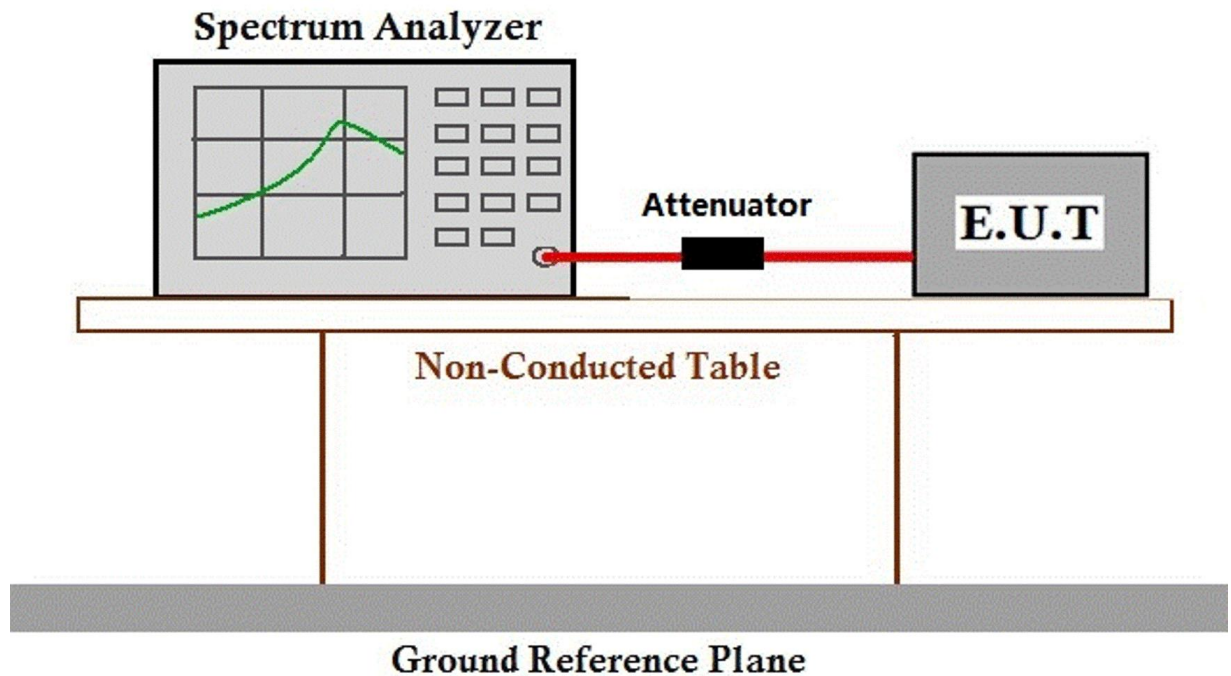 Spectrum Analyzer
Attenuator
E.U.T
Non-Conducted Table
Ground Reference Plane